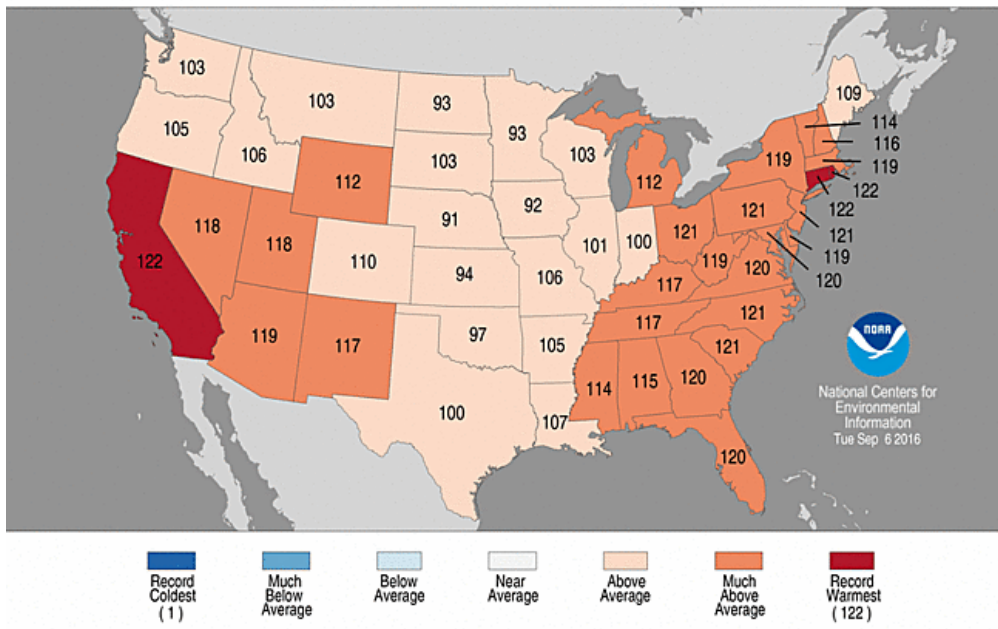 103
103
93
93
109
105
106
103
103
114
116
119
119
122
122
112
112
91
92
121
121
121
119
120
118
118
110
94
106
101
100
119
120
122
117
119
117
97
105
117
121
121
100
107
114
115
120
120
NOAA
National Centers for
Environmental
Information
Tue Sep 6 2016
Record
Coldest
( 1 )
Much
Below
Average
Below
Average
Near
Average
Above
Average
Much
Above
Average
Record
Warmest
( 122 )